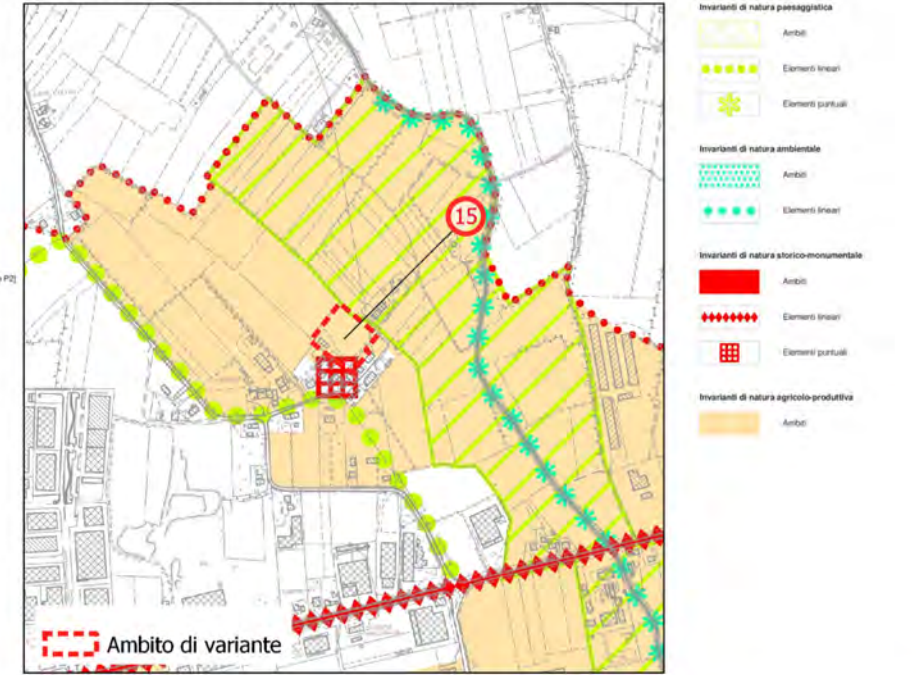 15
P2]
Ambito di variante
Invarianti di natura paesaggistica
Ambiti
Elementi lineari
Elementi puntuali
Invarianti di natura ambientale
Ambiti
Elementi lineari
Invarianti di natura storico-monumentale
Ambiti
Elementi lineari
Elementi puntuali
Invarianti di natura agricolo-produttiva
Ambiti